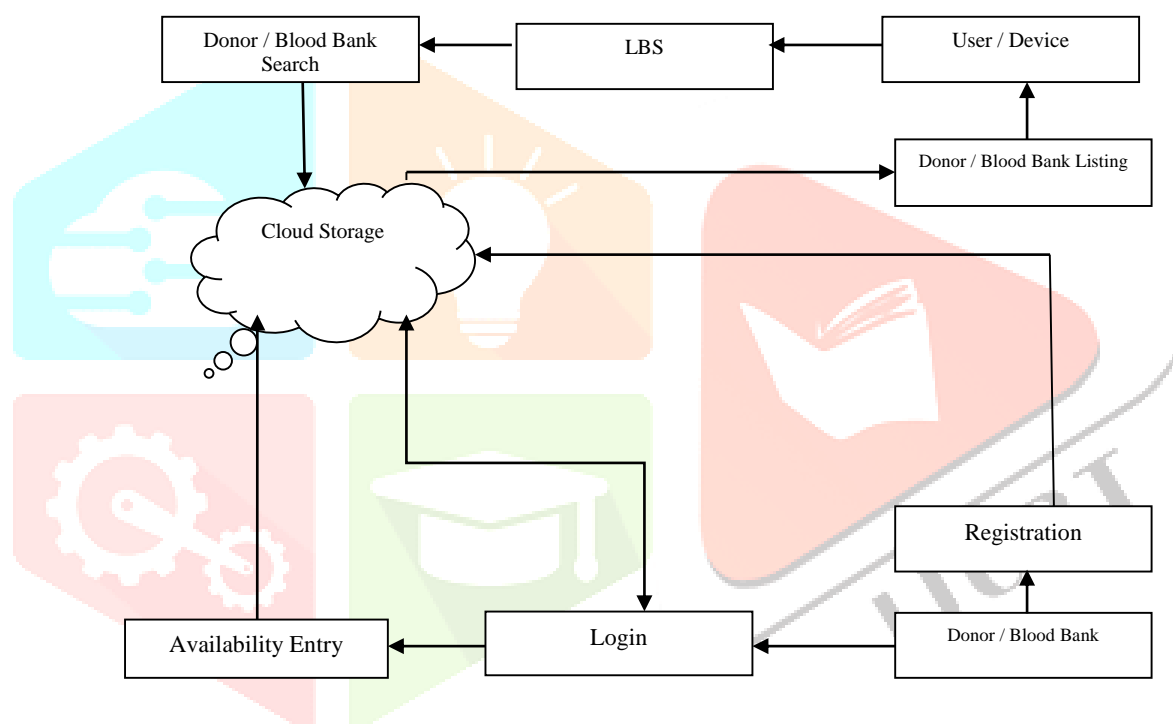 Donor / Blood Bank
Search
LBS
User / Device
Donor / Blood Bank Listing
Cloud Storage
Registration
Availability Entry
Login
Donor / Blood Bank